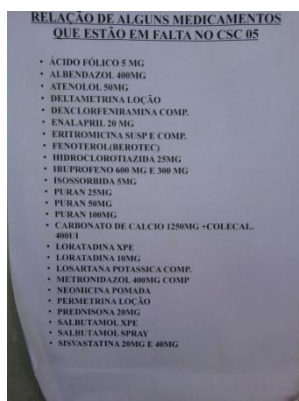 RELAÇÃO DE ALGUNS MEDICAMENTOS
QUE ESTÃO EM FALTA NO CSC 05
• ÁCIDO FÓLICO 5 MG
• ALBENDAZOL 400MG
• ATENOLOL 50MG
• DELTAMETRINA LOÇÃO
• DEXCLORFENIRAMINA COMP.
• ENALAPRIL 20 MG
• ERITROMICINA SUSP E COMP.
• FENOTEROL(BEROTEC)
• HIDROCLOROTIAZIDA 25MG
• IBUPROFENO 600 MG E 300 MG
• ISOSSORBIDA 5MG
• PURAN 25MG
• PURAN 50MG
• PURAN 100MG
• CARBONATO DE CALCIO 1250MG +COLECAL.
400UI
• LORATADINA XPE
• LORATADINA 10MG
• LOSARTANA POTASSICA COMP.
• METRONIDAZOL 400MG COMP
• NEOMICINA POMADA
• PERMETRINA LOÇÃO
• PREDNISONA 20MG
• SALBUTAMOL XPE
• SALBUTAMOL SPRAY
• SISVASTATINA 20MG E 40MG